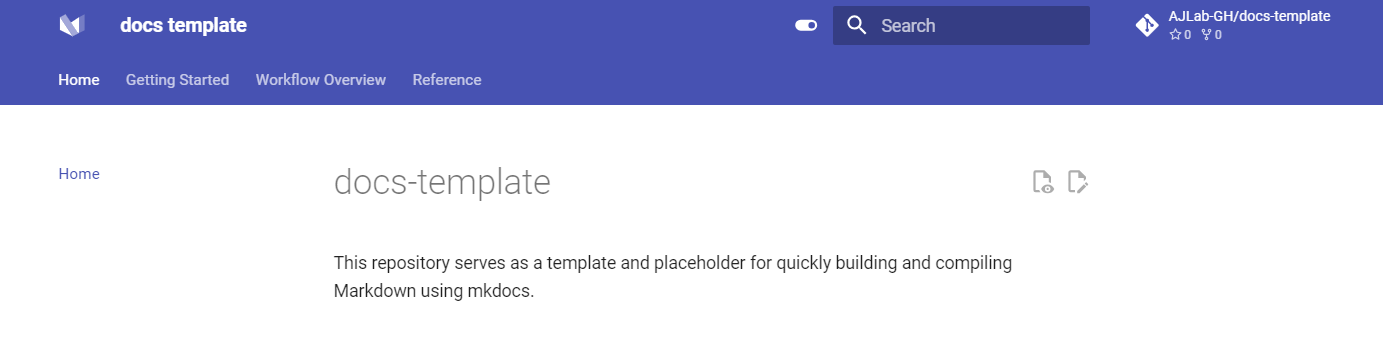 docs template
Search
AJLab-GH/docs-template
0 0
Home Getting Started Workflow Overview Reference
Home
docs-template
This repository serves as a template and placeholder for quickly building and compiling
Markdown using mkdocs.